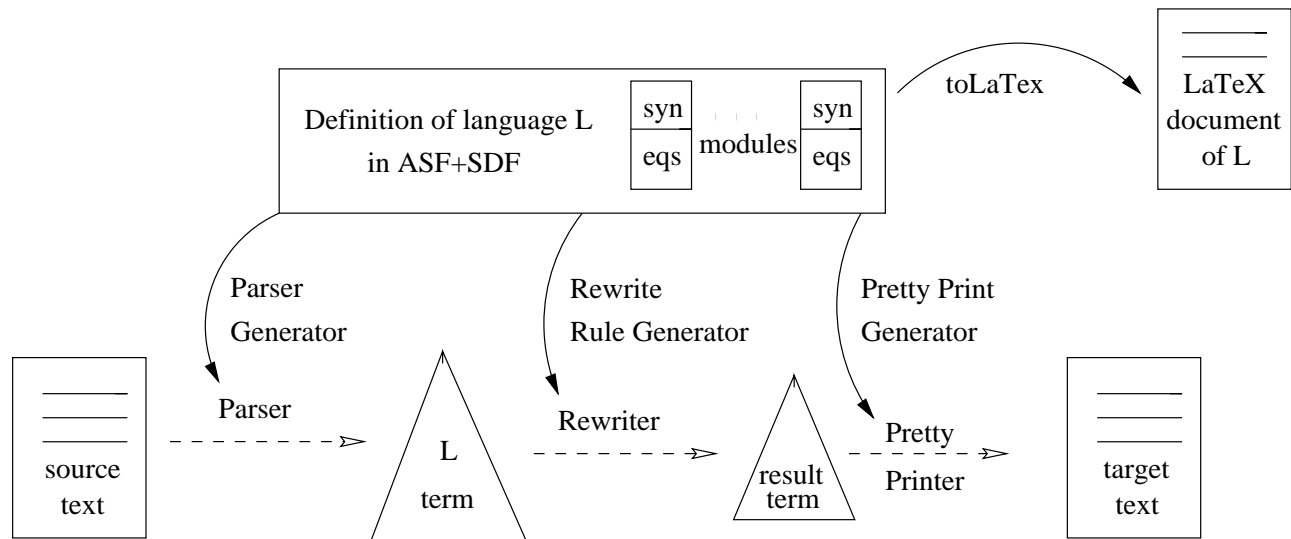 toLaTex
LaTeX
document
of L
Definition of language L
in ASF+SDF
syn
eqs
modules
syn
eqs
Parser
Generator
Rewrite
Rule Generator
Pretty Print
Generator
source
text
Parser
L
term
Rewriter
result
term
Pretty
Printer
target
text